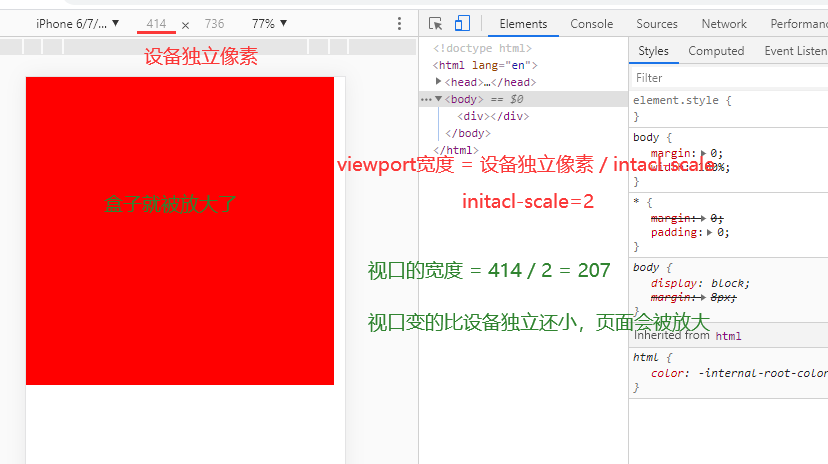 iPhone 6/7/... ▼ 414 × 736 77% ▼
Elements Console Sources Network Performanc
设备独立像素
盒子就被放大了
<!doctype html>
<html lang="en">
<head>…</head>
<body> == $0
<div></div>
</body>
</html>
viewport宽度 = 设备独立像素 / intacl-scale
initacl-scale=2
视口的宽度 = 414 / 2 = 207
视口变的比设备独立还小，页面会被放大
Styles Computed Event Listen
Filter
element.style {
}
body {
margin: 0;
width: 100%;
}
* {
margin: 0;
padding: 0;
}
body {
display: block;
margin: 8px;
}
Inherited from html
html {
color: -internal-root-color
}